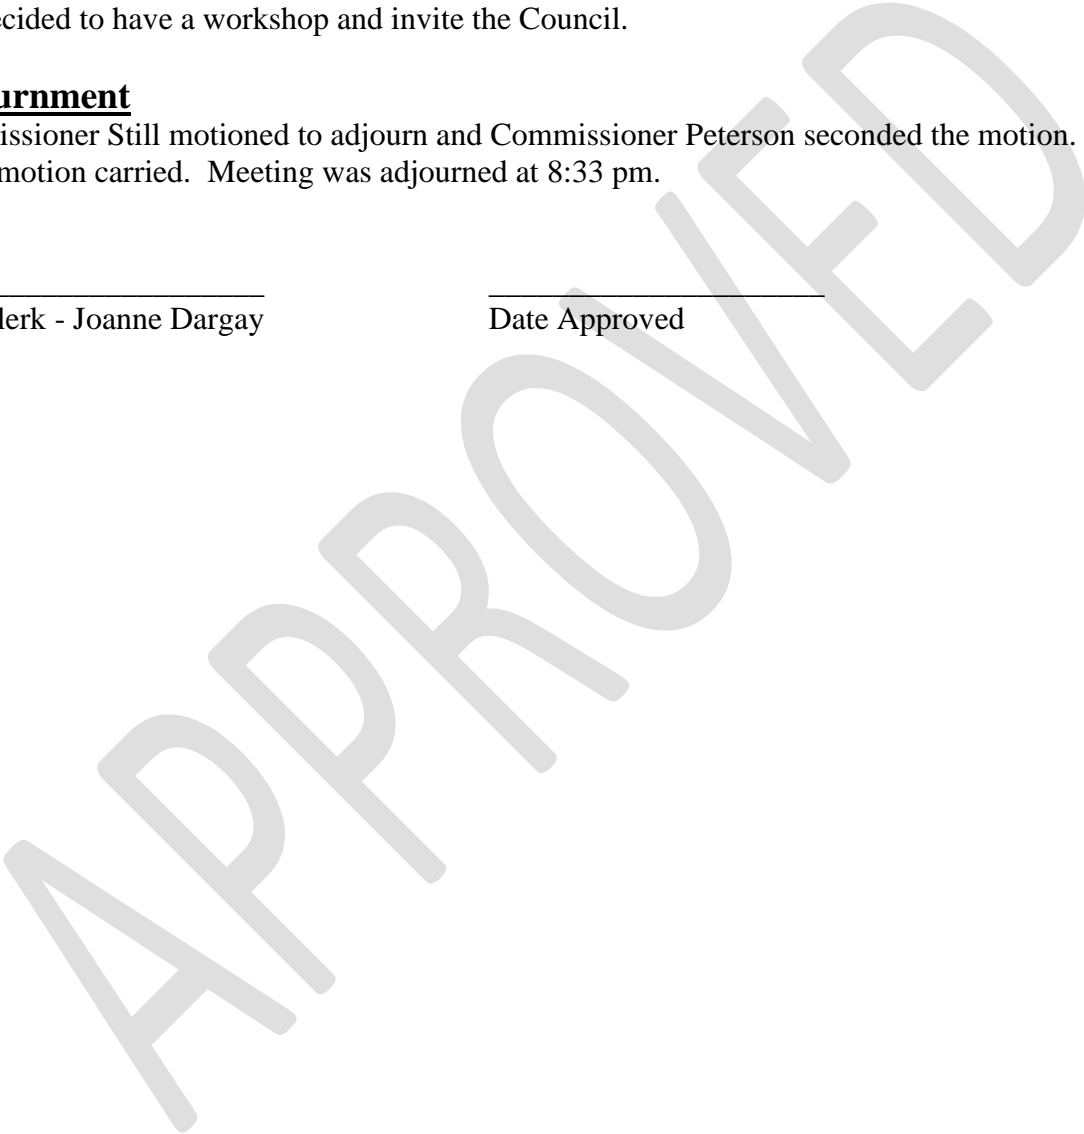 ecided to have a workshop and invite the Council.
urnment
issioner Still motioned to adjourn and Commissioner Peterson seconded the motion.
motion carried.  Meeting was adjourned at 8:33 pm.
lerk - Joanne Dargay Date Approved
APPROVED